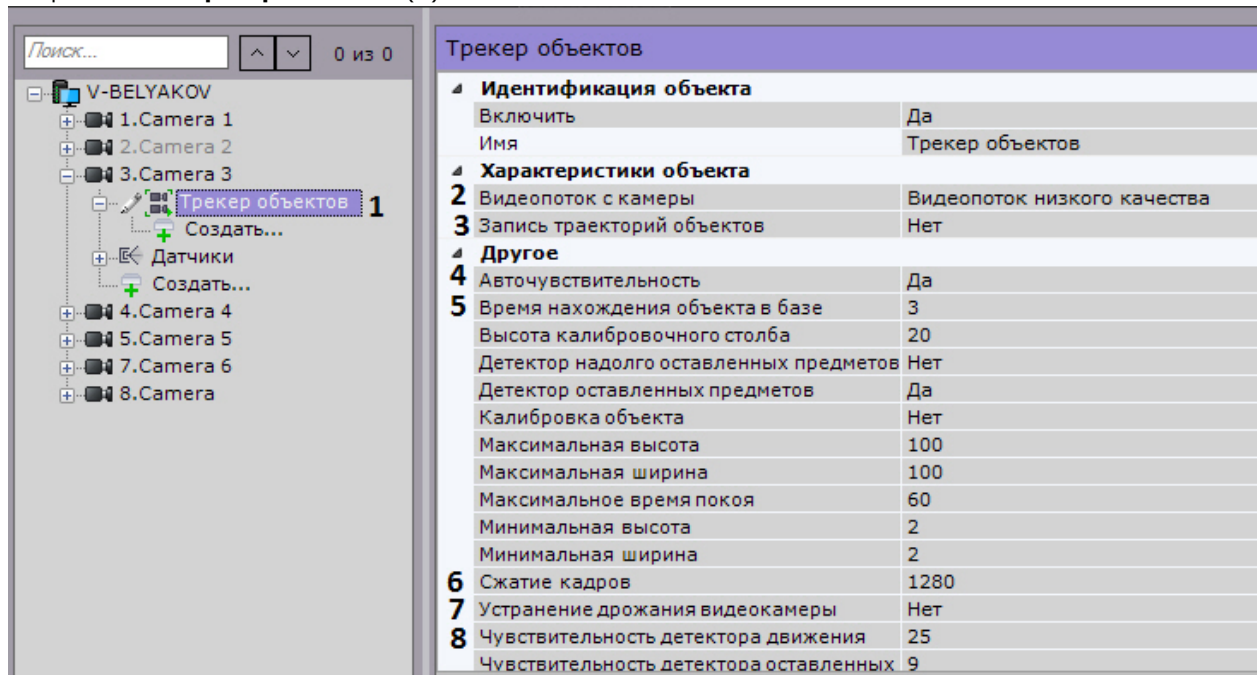 Поиск...
0 из 0
V-BELYAKOV
1.Camera 1
2.Camera 2
3.Camera 3
Трекер объектов 1
Создать...
Датчики
Создать...
4.Camera 4
5.Camera 5
7.Camera 6
8.Camera
Трекер объектов
Идентификация объекта
Включить Да
Имя Трекер объектов
Характеристики объекта
2 Видеопоток с камеры Видеопоток низкого качества
3 Запись траекторий объектов Нет
Другое
4 Авточувствительность Да
5 Время нахождения объекта в базе 3
Высота калибровочного столба 20
Детектор надолго оставленных предметов Нет
Детектор оставленных предметов Да
Калибровка объекта Нет
Максимальная высота 100
Максимальная ширина 100
Максимальное время покоя 60
Минимальная высота 2
Минимальная ширина 2
6 Сжатие кадров 1280
7 Устранение дрожания видеокамеры Нет
8 Чувствительность детектора движения 25
Чувствительность детектора оставленных 9